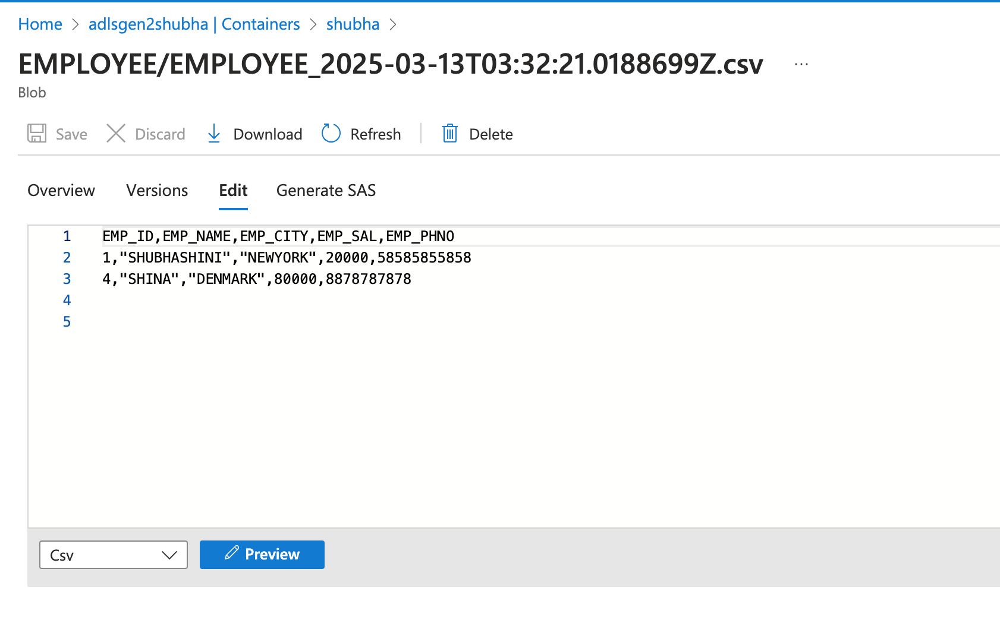 Home > adlsgen2shubha | Containers > shubha >
EMPLOYEE/EMPLOYEE_2025-03-13T03:32:21.0188699Z.csv ...
Blob
Save Discard Download Refresh Delete
Overview Versions Edit Generate SAS
1 EMP_ID,EMP_NAME,EMP_CITY,EMP_SAL,EMP_PHNO
2 1,"SHUBHASHINI","NEWYORK",20000,58585855858
3 4,"SHINA","DENMARK",80000,8878787878
4
5
Csv Preview